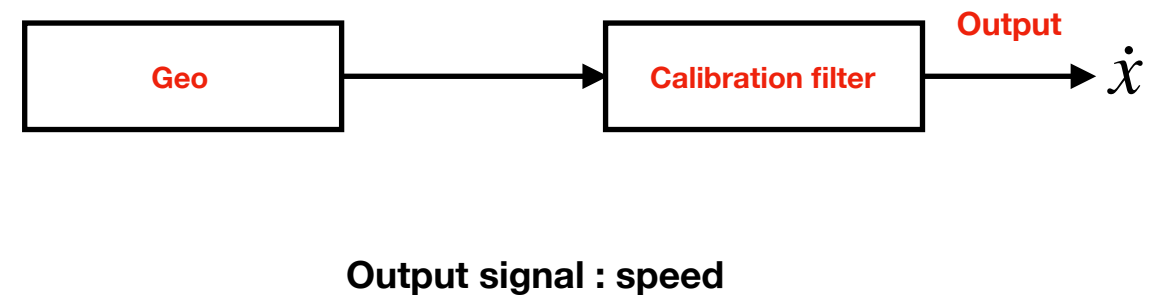 Output
Geo
Calibration filter
ẋ
Output signal : speed